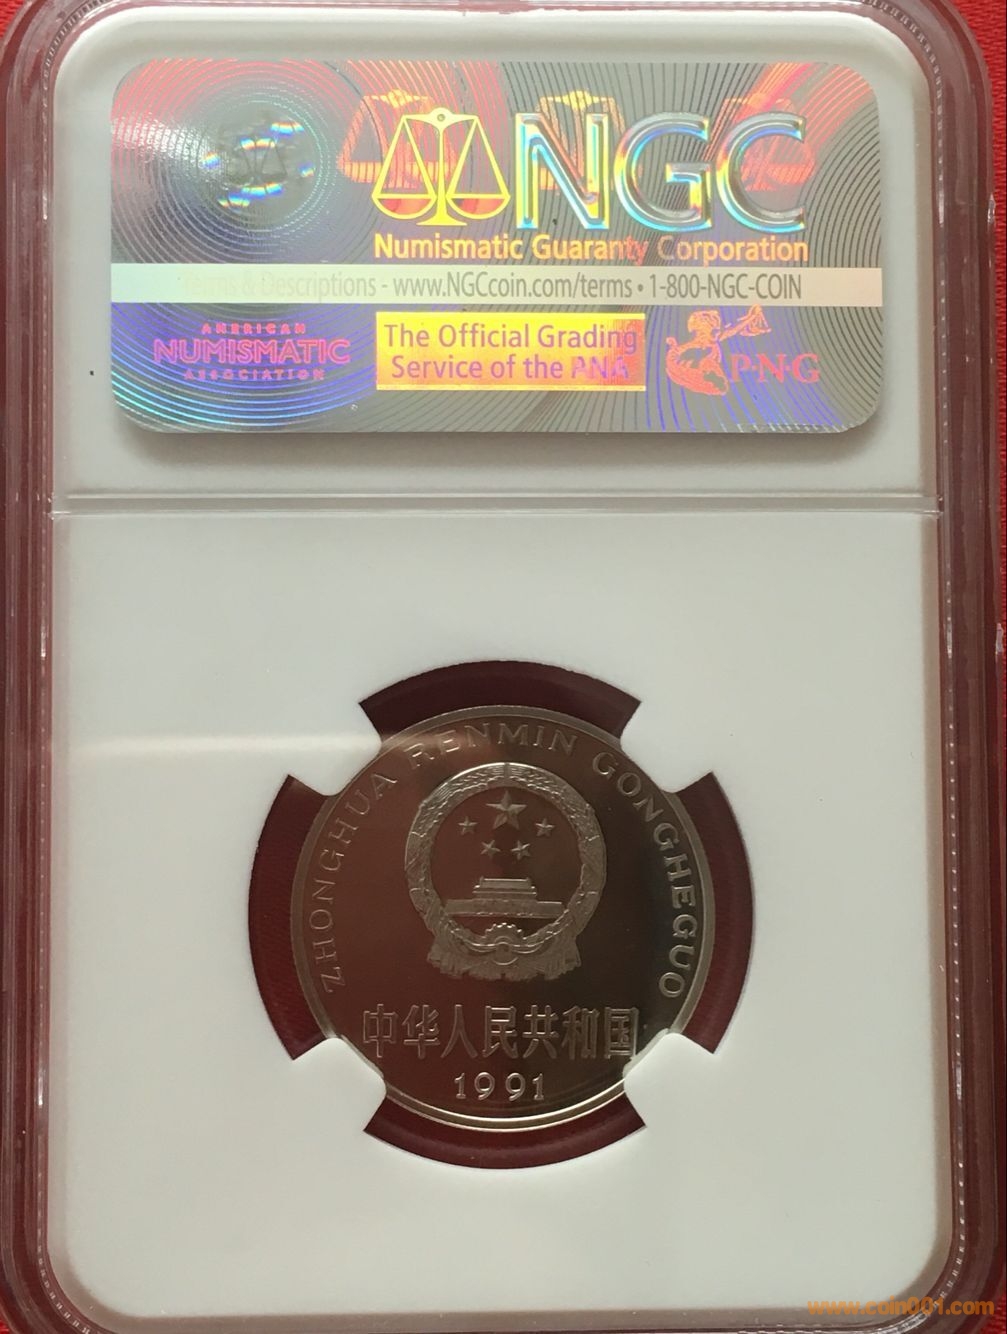 NGC
Numismatic Guaranty Corporation
Terms & Descriptions - www.NGCcoin.com/terms • 1-800-NGC-COIN
AMERICAN
NUMISMATIC
ASSOCIATION
The Official Grading
Service of the PNG
P·N·G
ZHONGHUA RENMIN GONGHEGUO
中华人民共和国
1991
www.coin001.com